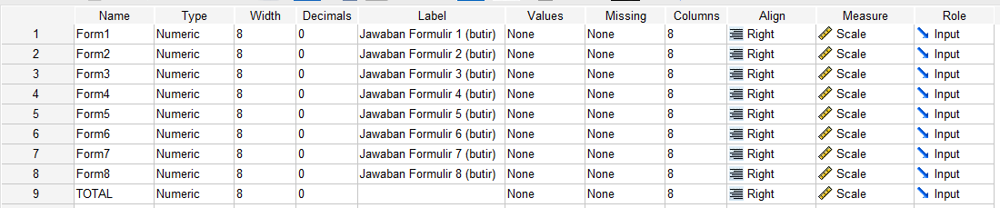 Name Type Width Decimals Label Values Missing Columns Align Measure Role
1 Form1 Numeric 8 0 Jawaban Formulir 1 (butir) None None 8 Right Scale Input
2 Form2 Numeric 8 0 Jawaban Formulir 2 (butir) None None 8 Right Scale Input
3 Form3 Numeric 8 0 Jawaban Formulir 3 (butir) None None 8 Right Scale Input
4 Form4 Numeric 8 0 Jawaban Formulir 4 (butir) None None 8 Right Scale Input
5 Form5 Numeric 8 0 Jawaban Formulir 5 (butir) None None 8 Right Scale Input
6 Form6 Numeric 8 0 Jawaban Formulir 6 (butir) None None 8 Right Scale Input
7 Form7 Numeric 8 0 Jawaban Formulir 7 (butir) None None 8 Right Scale Input
8 Form8 Numeric 8 0 Jawaban Formulir 8 (butir) None None 8 Right Scale Input
9 TOTAL Numeric 8 0 None None 8 Right Scale Input